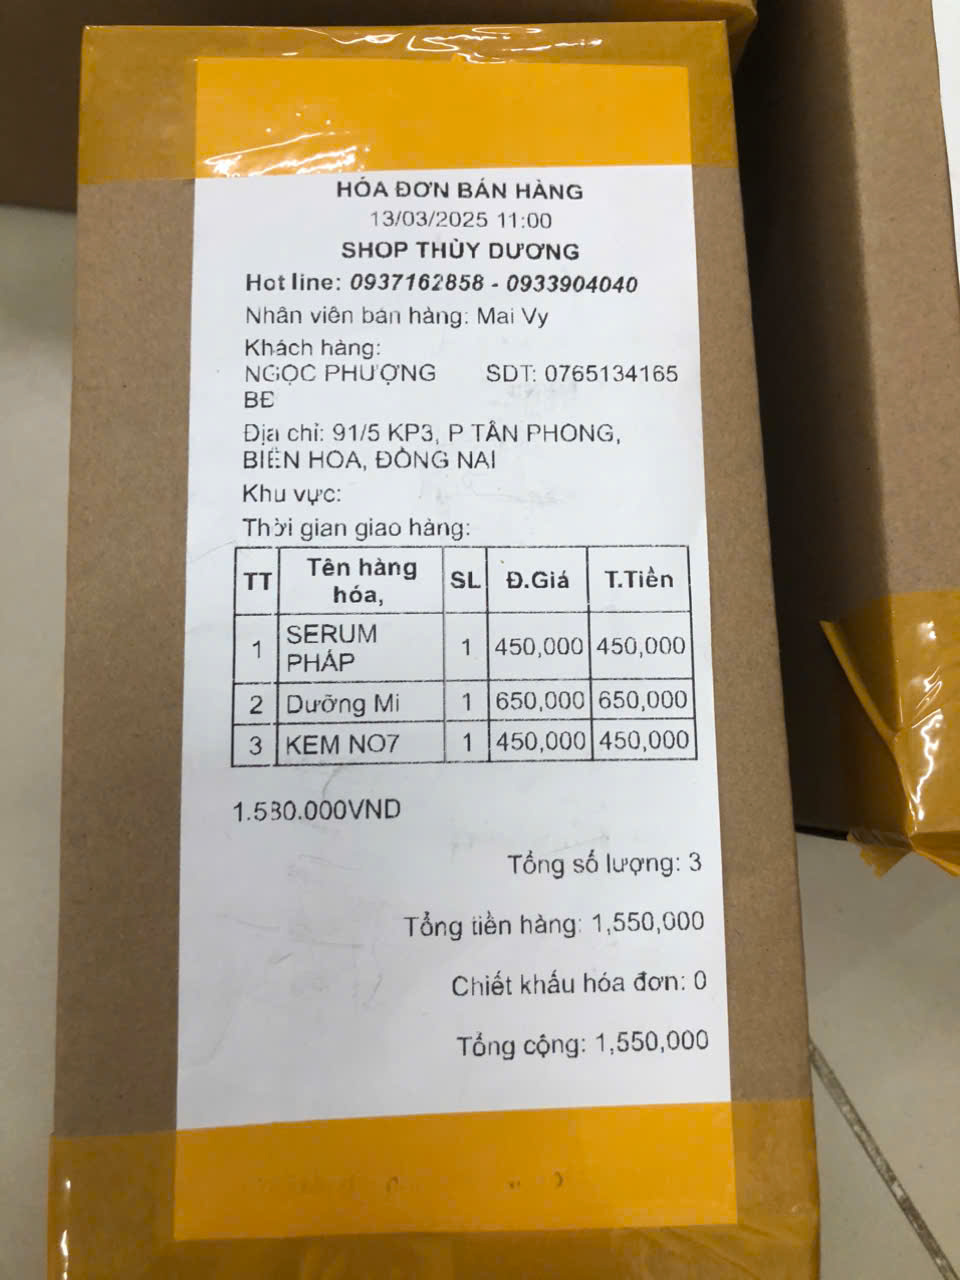 HÓA ĐƠN BÁN HÀNG
13/03/2025 11:00
SHOP THÙY DƯƠNG
Hot line: 0937162858 - 0933904040
Nhân viên bán hàng: Mai Vy
Khách hàng:
NGỌC PHƯỢNG SDT: 0765134165
BÉ
Địa chỉ: 91/5 KP3, P TÂN PHONG,
BIÊN HÒA, ĐỒNG NAI
Khu vực:
Thời gian giao hàng:
TT Tên hàng hóa, SL Đ.Giá T.Tiền
1 SERUM PHÁP 1 450,000 450,000
2 Dưỡng Mi 1 650,000 650,000
3 KEM NO7 1 450,000 450,000
1.580.000VND
Tổng số lượng: 3
Tổng tiền hàng: 1,550,000
Chiết khấu hóa đơn: 0
Tổng cộng: 1,550,000